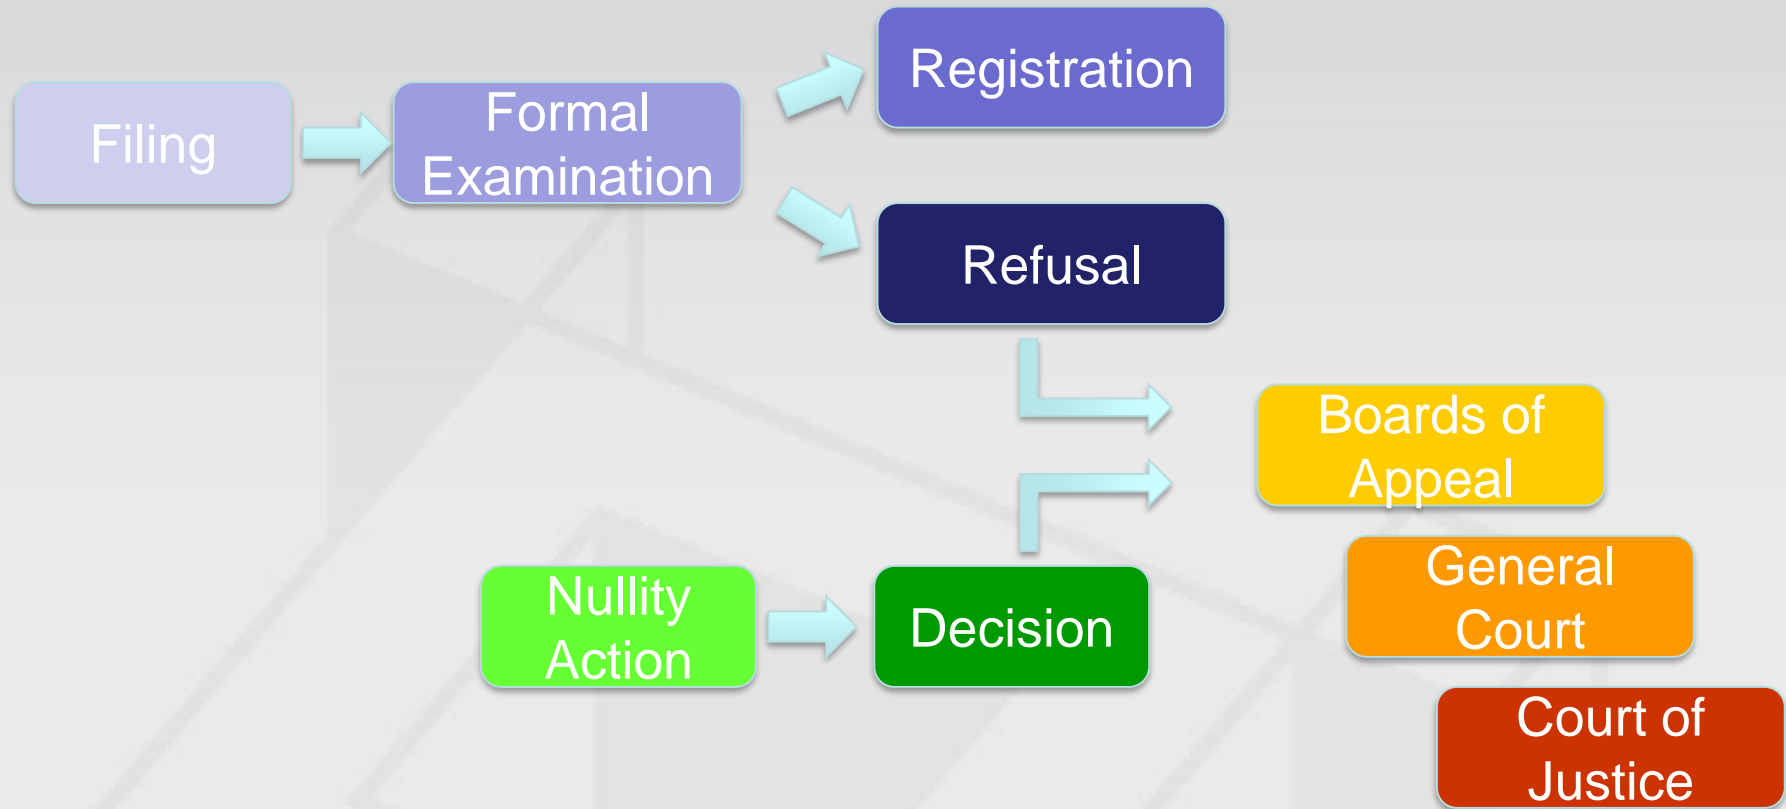 Registration
Filing
Formal
Examination
Refusal
Boards of
Appeal
Nullity
Action
Decision
General
Court
Court of
Justice